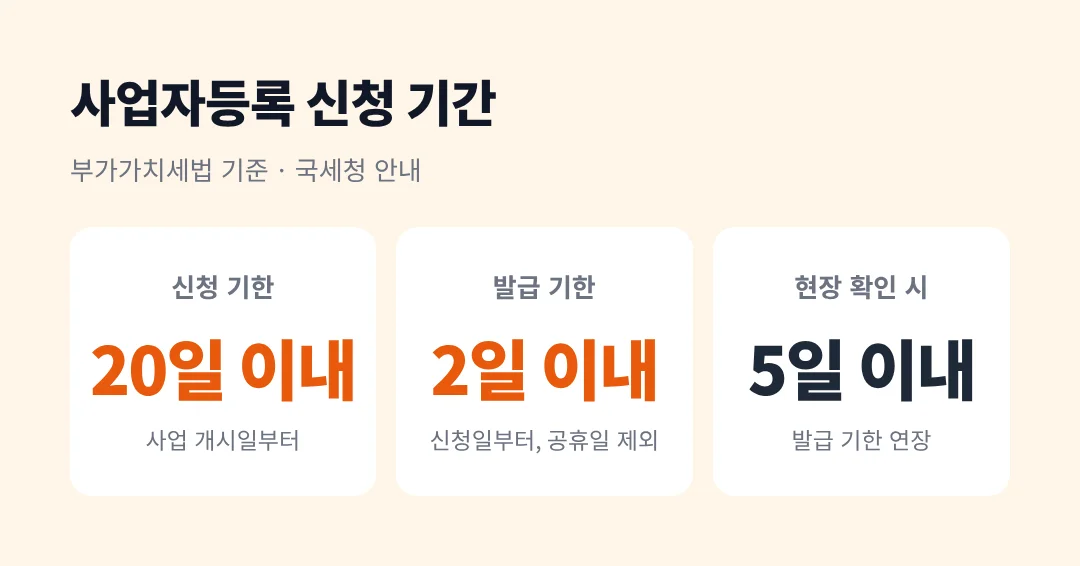 사업자등록 신청 기간
부가가치세법 기준 · 국세청 안내
신청 기한
20일 이내
사업 개시일부터
발급 기한
2일 이내
신청일부터, 공휴일 제외
현장 확인 시
5일 이내
발급 기한 연장